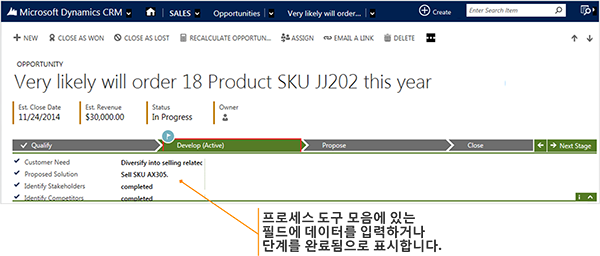 Microsoft Dynamics CRM SALES Opportunities Very likely will order... Create Search Item
+ NEW CLOSE AS WON CLOSE AS LOST RECALCULATE OPPORTUN... ASSIGN EMAIL A LINK DELETE
OPPORTUNITY
Very likely will order 18 Product SKU JJ202 this year
Est. Close Date Est. Revenue Status Owner
11/24/2014 $30,000.00 In Progress
Qualify Develop (Active) Propose Close Next Stage
Customer Need Diversify into selling relatec
Proposed Solution Sell SKU AX305.
Identify Stakeholders completed
Identify Competitors completed
프로세스 도구 모음에 있는
필드에 데이터를 입력하거나
단계를 완료됨으로 표시합니다.